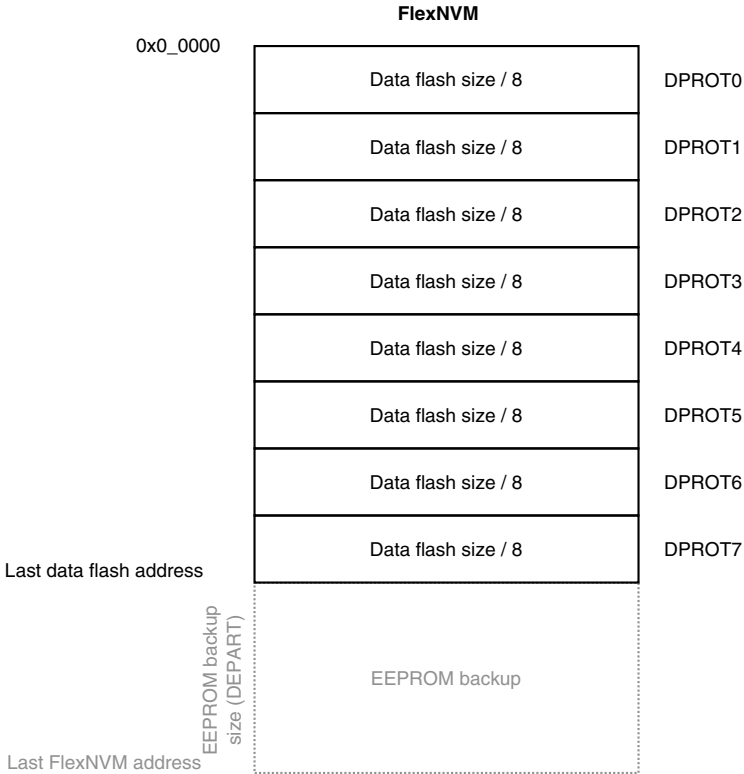 FlexNVM
0x0_0000
Data flash size / 8 DPROT0
Data flash size / 8 DPROT1
Data flash size / 8 DPROT2
Data flash size / 8 DPROT3
Data flash size / 8 DPROT4
Data flash size / 8 DPROT5
Data flash size / 8 DPROT6
Data flash size / 8 DPROT7
Last data flash address
EEPROM backup
size (DEPART)
EEPROM backup
Last FlexNVM address